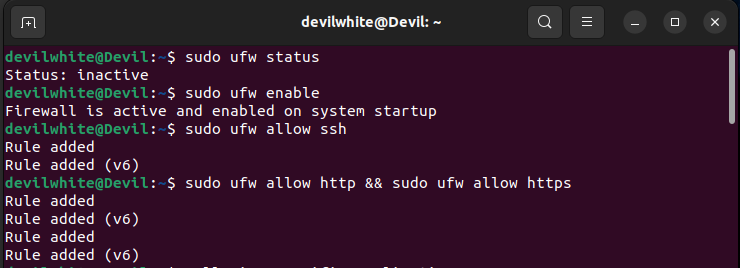 devilwhite@Devil: ~
devilwhite@Devil:~$ sudo ufw status
Status: inactive
devilwhite@Devil:~$ sudo ufw enable
Firewall is active and enabled on system startup
devilwhite@Devil:~$ sudo ufw allow ssh
Rule added
Rule added (v6)
devilwhite@Devil:~$ sudo ufw allow http && sudo ufw allow https
Rule added
Rule added (v6)
Rule added
Rule added (v6)